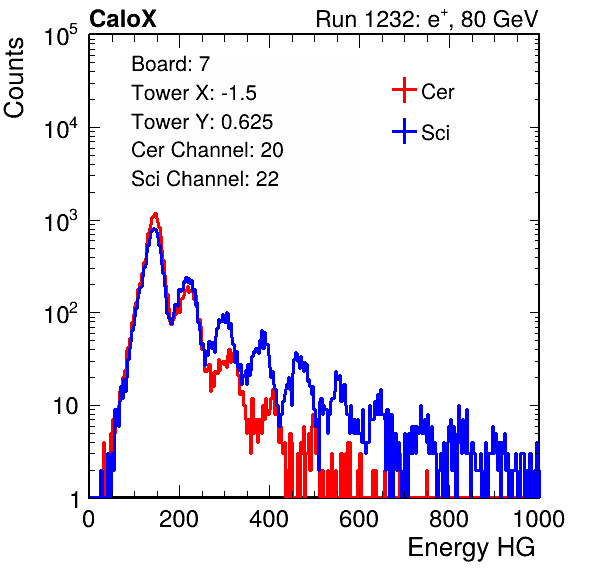 CaloX Run 1232: e⁺, 80 GeV
Counts
10⁵
10⁴
10³
10²
10
1
Board: 7
Tower X: -1.5
Tower Y: 0.625
Cer Channel: 20
Sci Channel: 22
Cer
Sci
0 200 400 600 800 1000
Energy HG